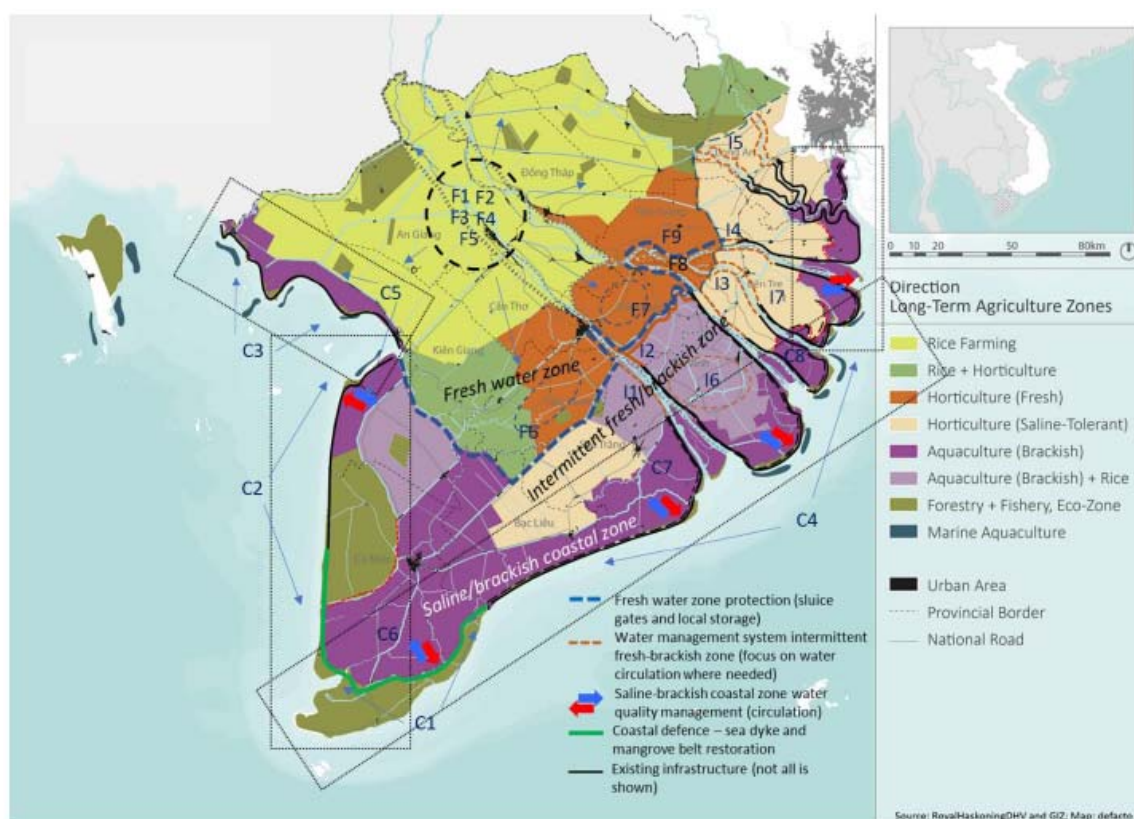 F1 F2
F3 F4
F5
Đồng Tháp
An Giang
Cần Thơ
Kiên Giang
C5
C3
C2
F9
F8
F7
I5
I4
I3
I7
I2
I1
I6
C8
F6
C7
C4
C6
C1
Bạc Liêu
Fresh water zone
Intermittent fresh/brackish zone
Saline/brackish coastal zone
Fresh water zone protection (sluice
gates and local storage)
Water management system intermittent
fresh-brackish zone (focus on water
circulation where needed)
Saline-brackish coastal zone water
quality management (circulation)
Coastal defence – sea dyke and
mangrove belt restoration
Existing infrastructure (not all is
shown)
0 10 20 50 80km
Direction
Long-Term Agriculture Zones
Rice Farming
Rice + Horticulture
Horticulture (Fresh)
Horticulture (Saline-Tolerant)
Aquaculture (Brackish)
Aquaculture (Brackish) + Rice
Forestry + Fishery, Eco-Zone
Marine Aquaculture
Urban Area
Provincial Border
National Road
Source: RoyalHaskoningDHV and GIZ; Map: defacto